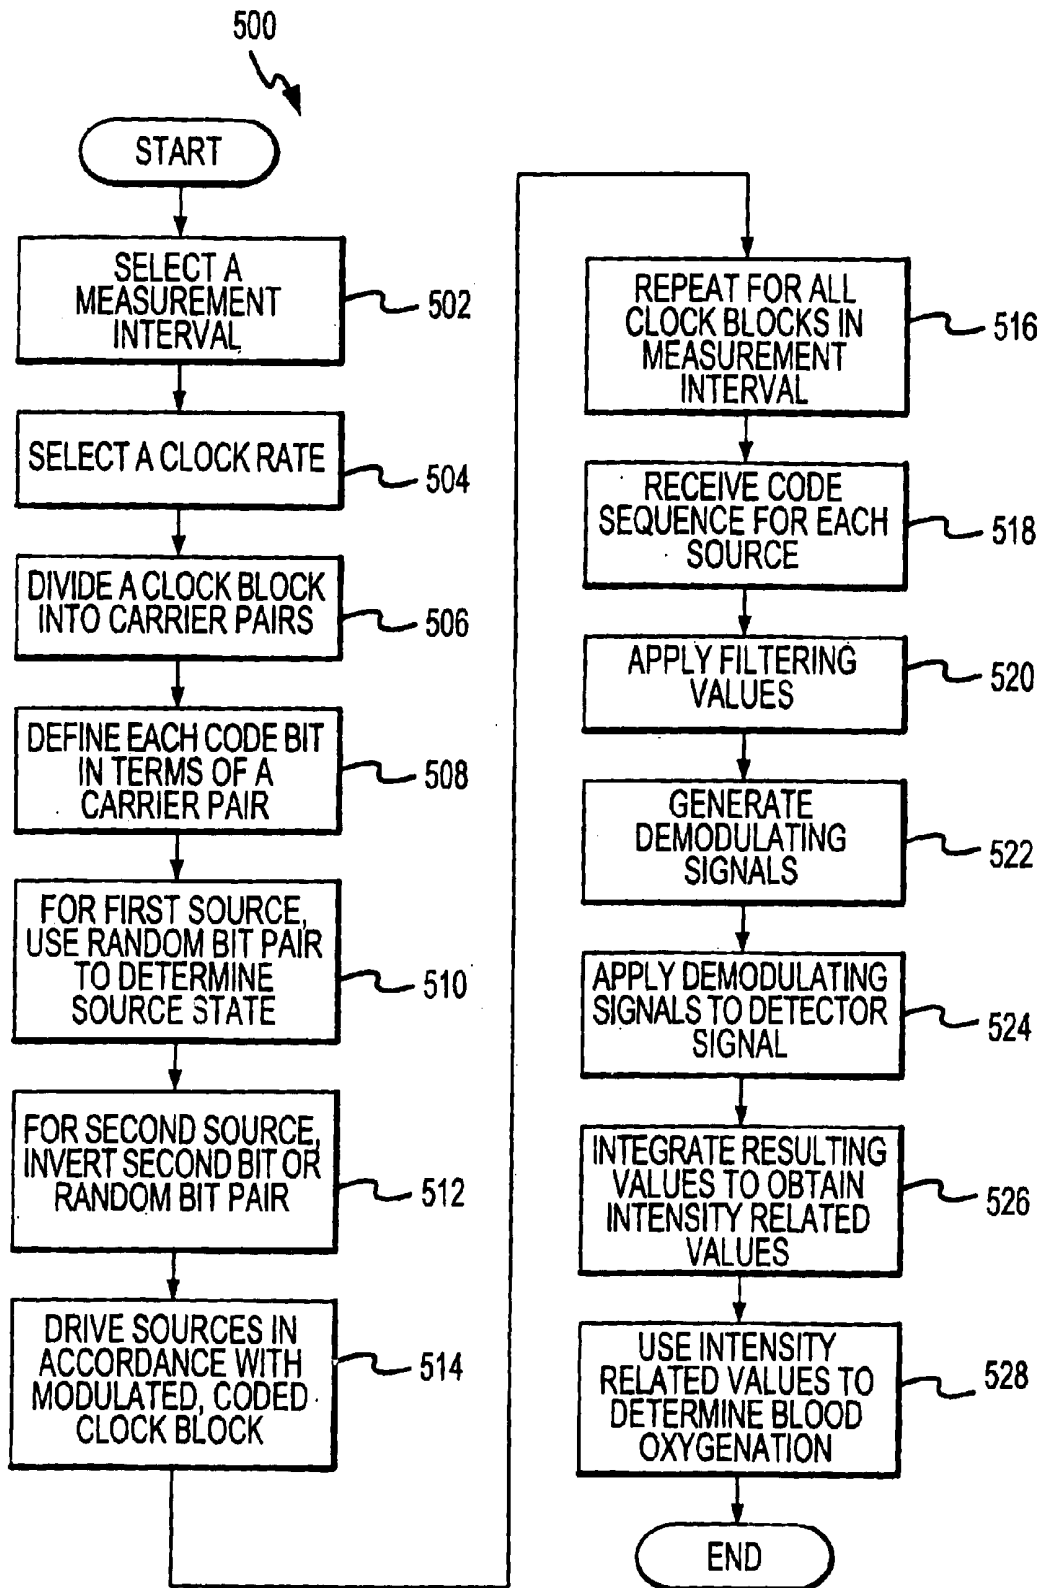 500
START
SELECT A
MEASUREMENT
INTERVAL
502
SELECT A CLOCK RATE
504
DIVIDE A CLOCK BLOCK
INTO CARRIER PAIRS
506
DEFINE EACH CODE BIT
IN TERMS OF A
CARRIER PAIR
508
FOR FIRST SOURCE,
USE RANDOM BIT PAIR
TO DETERMINE
SOURCE STATE
510
FOR SECOND SOURCE,
INVERT SECOND BIT OR
RANDOM BIT PAIR
512
DRIVE SOURCES IN
ACCORDANCE WITH
MODULATED, CODED
CLOCK BLOCK
514
REPEAT FOR ALL
CLOCK BLOCKS IN
MEASUREMENT
INTERVAL
516
RECEIVE CODE
SEQUENCE FOR EACH
SOURCE
518
APPLY FILTERING
VALUES
520
GENERATE
DEMODULATING
SIGNALS
522
APPLY DEMODULATING
SIGNALS TO DETECTOR
SIGNAL
524
INTEGRATE RESULTING
VALUES TO OBTAIN
INTENSITY RELATED
VALUES
526
USE INTENSITY
RELATED VALUES TO
DETERMINE BLOOD
OXYGENATION
528
END